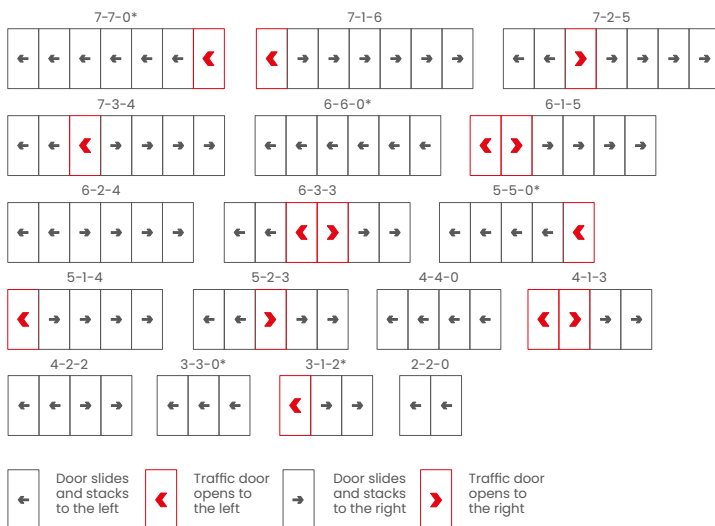 7-7-0*
7-1-6
7-2-5
7-3-4
6-6-0*
6-1-5
6-2-4
6-3-3
5-5-0*
5-1-4
5-2-3
4-4-0
4-1-3
4-2-2
3-3-0*
3-1-2*
2-2-0
Door slides
and stacks
to the left
Traffic door
opens to
the left
Door slides
and stacks
to the right
Traffic door
opens to
the right